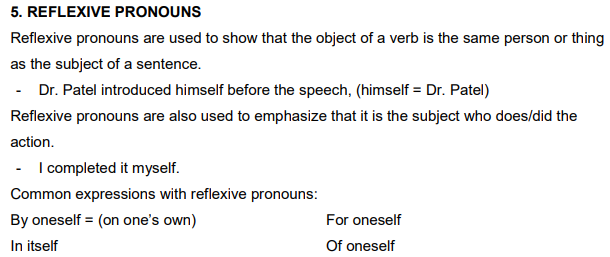 5. REFLEXIVE PRONOUNS
Reflexive pronouns are used to show that the object of a verb is the same person or thing
as the subject of a sentence.
- Dr. Patel introduced himself before the speech, (himself = Dr. Patel)
Reflexive pronouns are also used to emphasize that it is the subject who does/did the
action.
- I completed it myself.
Common expressions with reflexive pronouns:
By oneself = (on one's own) For oneself
In itself Of oneself